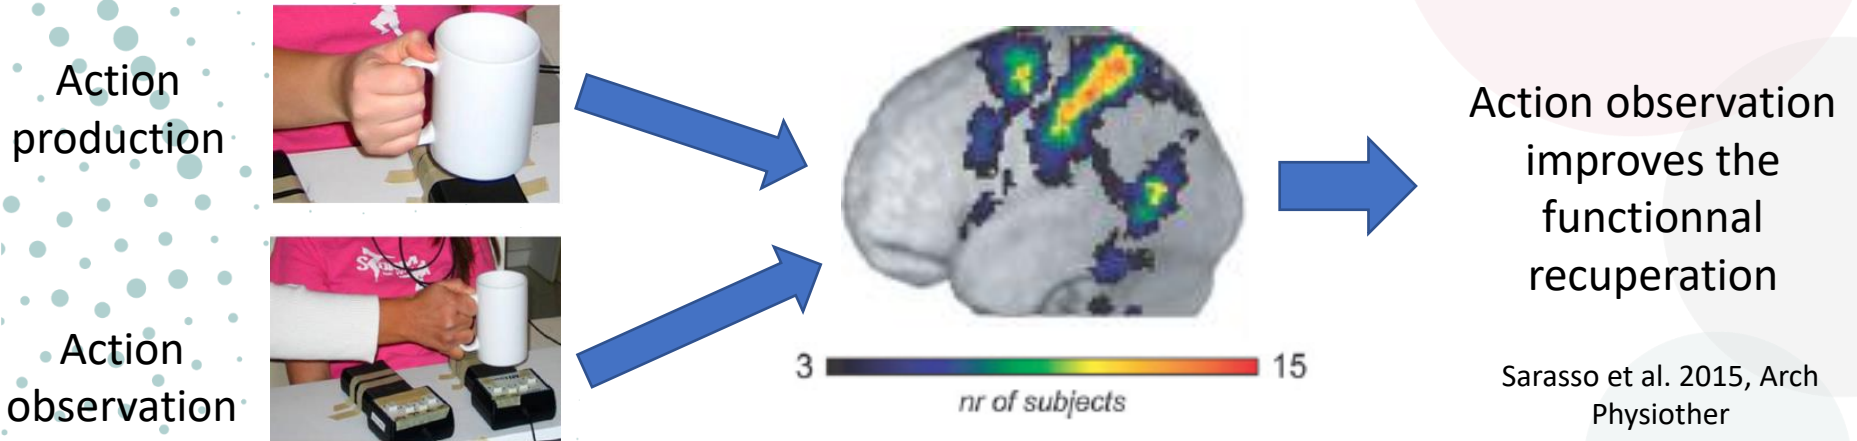 Action
production
Action
observation
3
15
nr of subjects
Action observation
improves the
functionnal
recuperation
Sarasso et al. 2015, Arch
Physiother